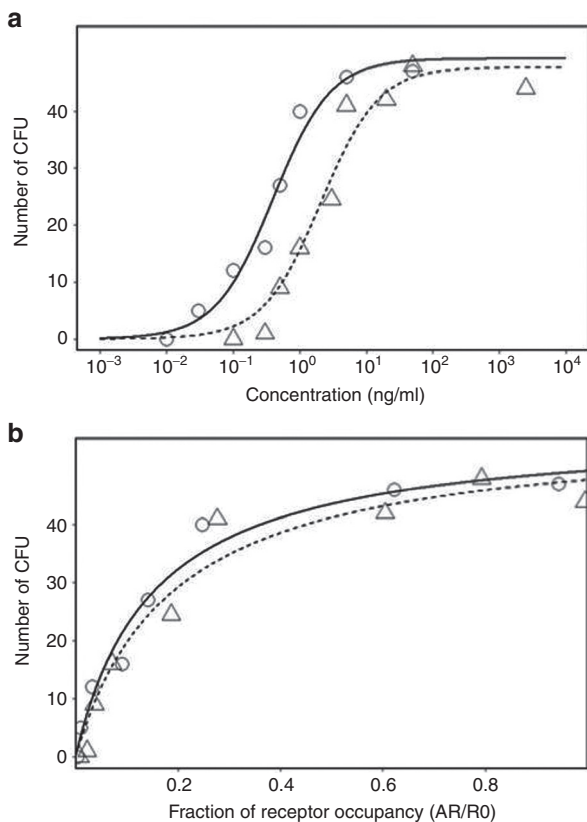 a
Number of CFU
40
30
20
10
0
10⁻³ 10⁻² 10⁻¹ 10⁰ 10¹ 10² 10³ 10⁴
Concentration (ng/ml)
b
Number of CFU
40
30
20
10
0
0.2 0.4 0.6 0.8
Fraction of receptor occupancy (AR/R0)